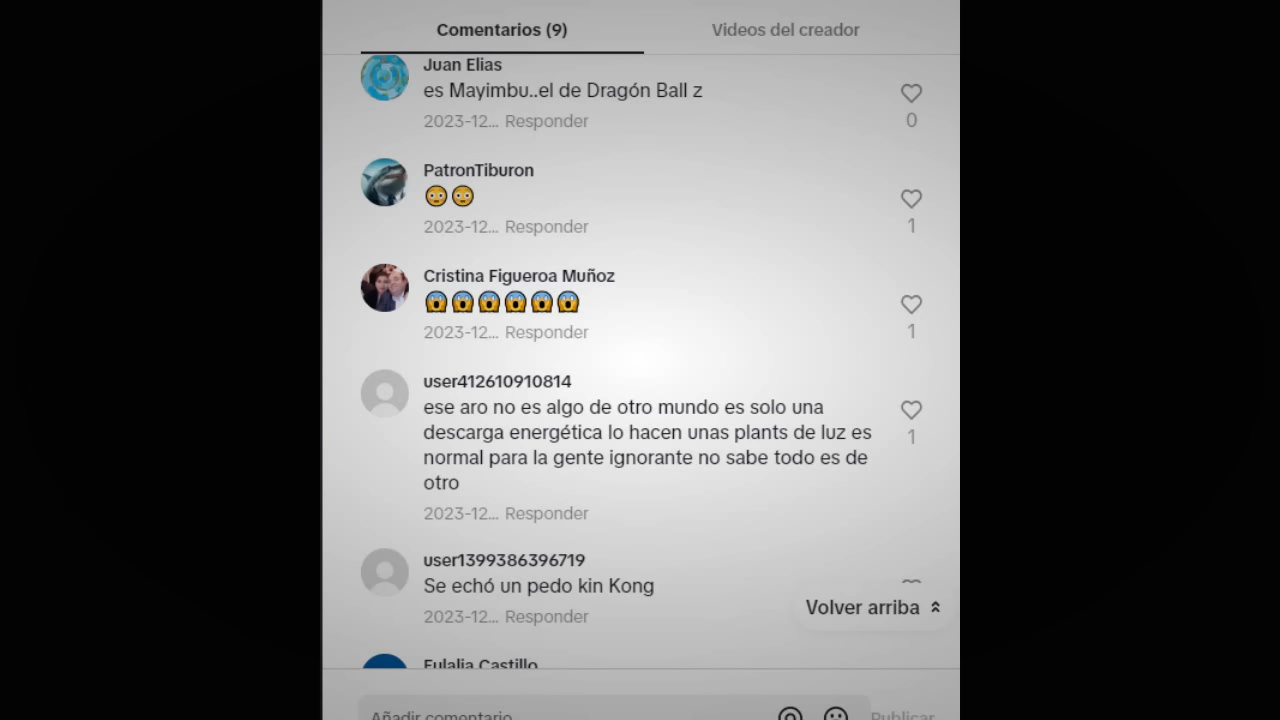 Comentarios (9)
Videos del creador
Juan Elias
es Mayimbu..el de Dragón Ball z
2023-12... Responder
0
PatronTiburon
😳😳
2023-12... Responder
1
Cristina Figueroa Muñoz
😱😱😱😱😱😱
2023-12... Responder
1
user412610910814
ese aro no es algo de otro mundo es solo una
descarga energética lo hacen unas plants de luz es
normal para la gente ignorante no sabe todo es de
otro
2023-12... Responder
1
user1399386396719
Se echó un pedo kin Kong
2023-12... Responder
Volver arriba
Eulalia Castillo
Añadir comentario
Publicar